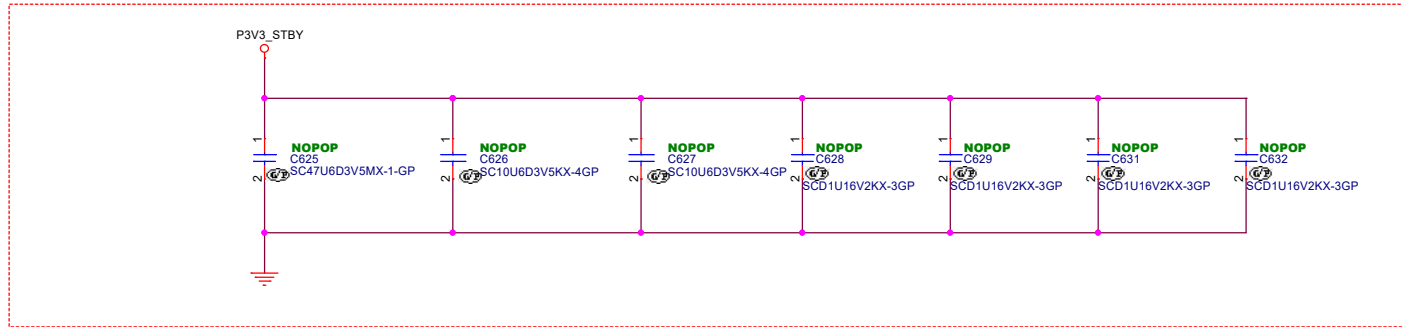 P3V3_STBY
1
NOPOP
C625
SC47U6D3V5MX-1-GP
2
G/P
1
NOPOP
C626
SC10U6D3V5KX-4GP
2
G/P
1
NOPOP
C627
SC10U6D3V5KX-4GP
2
G/P
1
NOPOP
C628
G/P
2
SCD1U16V2KX-3GP
1
NOPOP
C629
G/P
2
SCD1U16V2KX-3GP
1
NOPOP
C631
G/P
2
SCD1U16V2KX-3GP
1
NOPOP
C632
G/P
2
SCD1U16V2KX-3GP